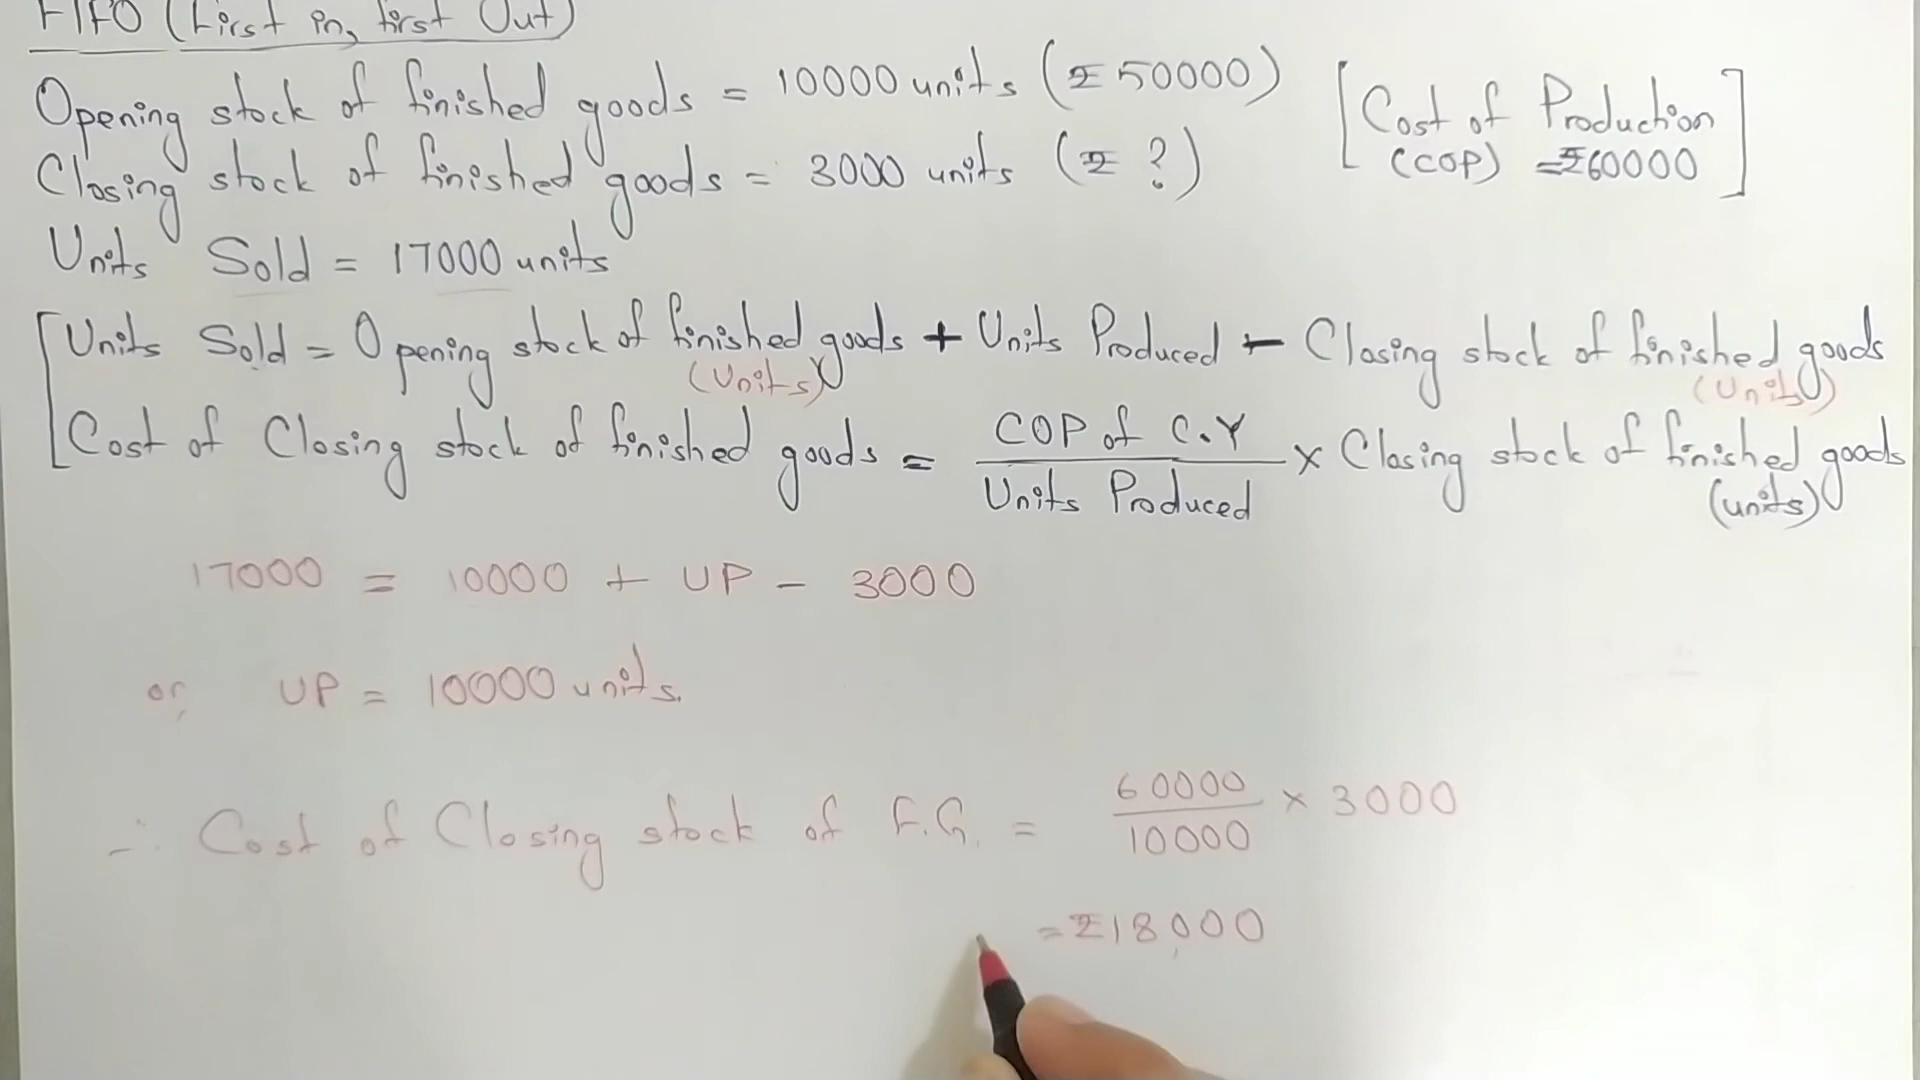 FIFO (First in, first Out)
Opening stock of finished goods = 10000 units (₹ 50000)
Closing stock of finished goods = 3000 units (₹ ?)
[Cost of Production
(COP) = ₹60000]
Units Sold = 17000 units
[Units Sold = Opening stock of finished goods + Units Produced - Closing stock of finished goods
(Units) (Units)
Cost of Closing stock of finished goods = COP of C.Y / Units Produced × Closing stock of finished goods
(units)
17000 = 10000 + UP - 3000
or, UP = 10000 units.
∴ Cost of Closing stock of F.G. = 60000 / 10000 × 3000
= ₹18,000